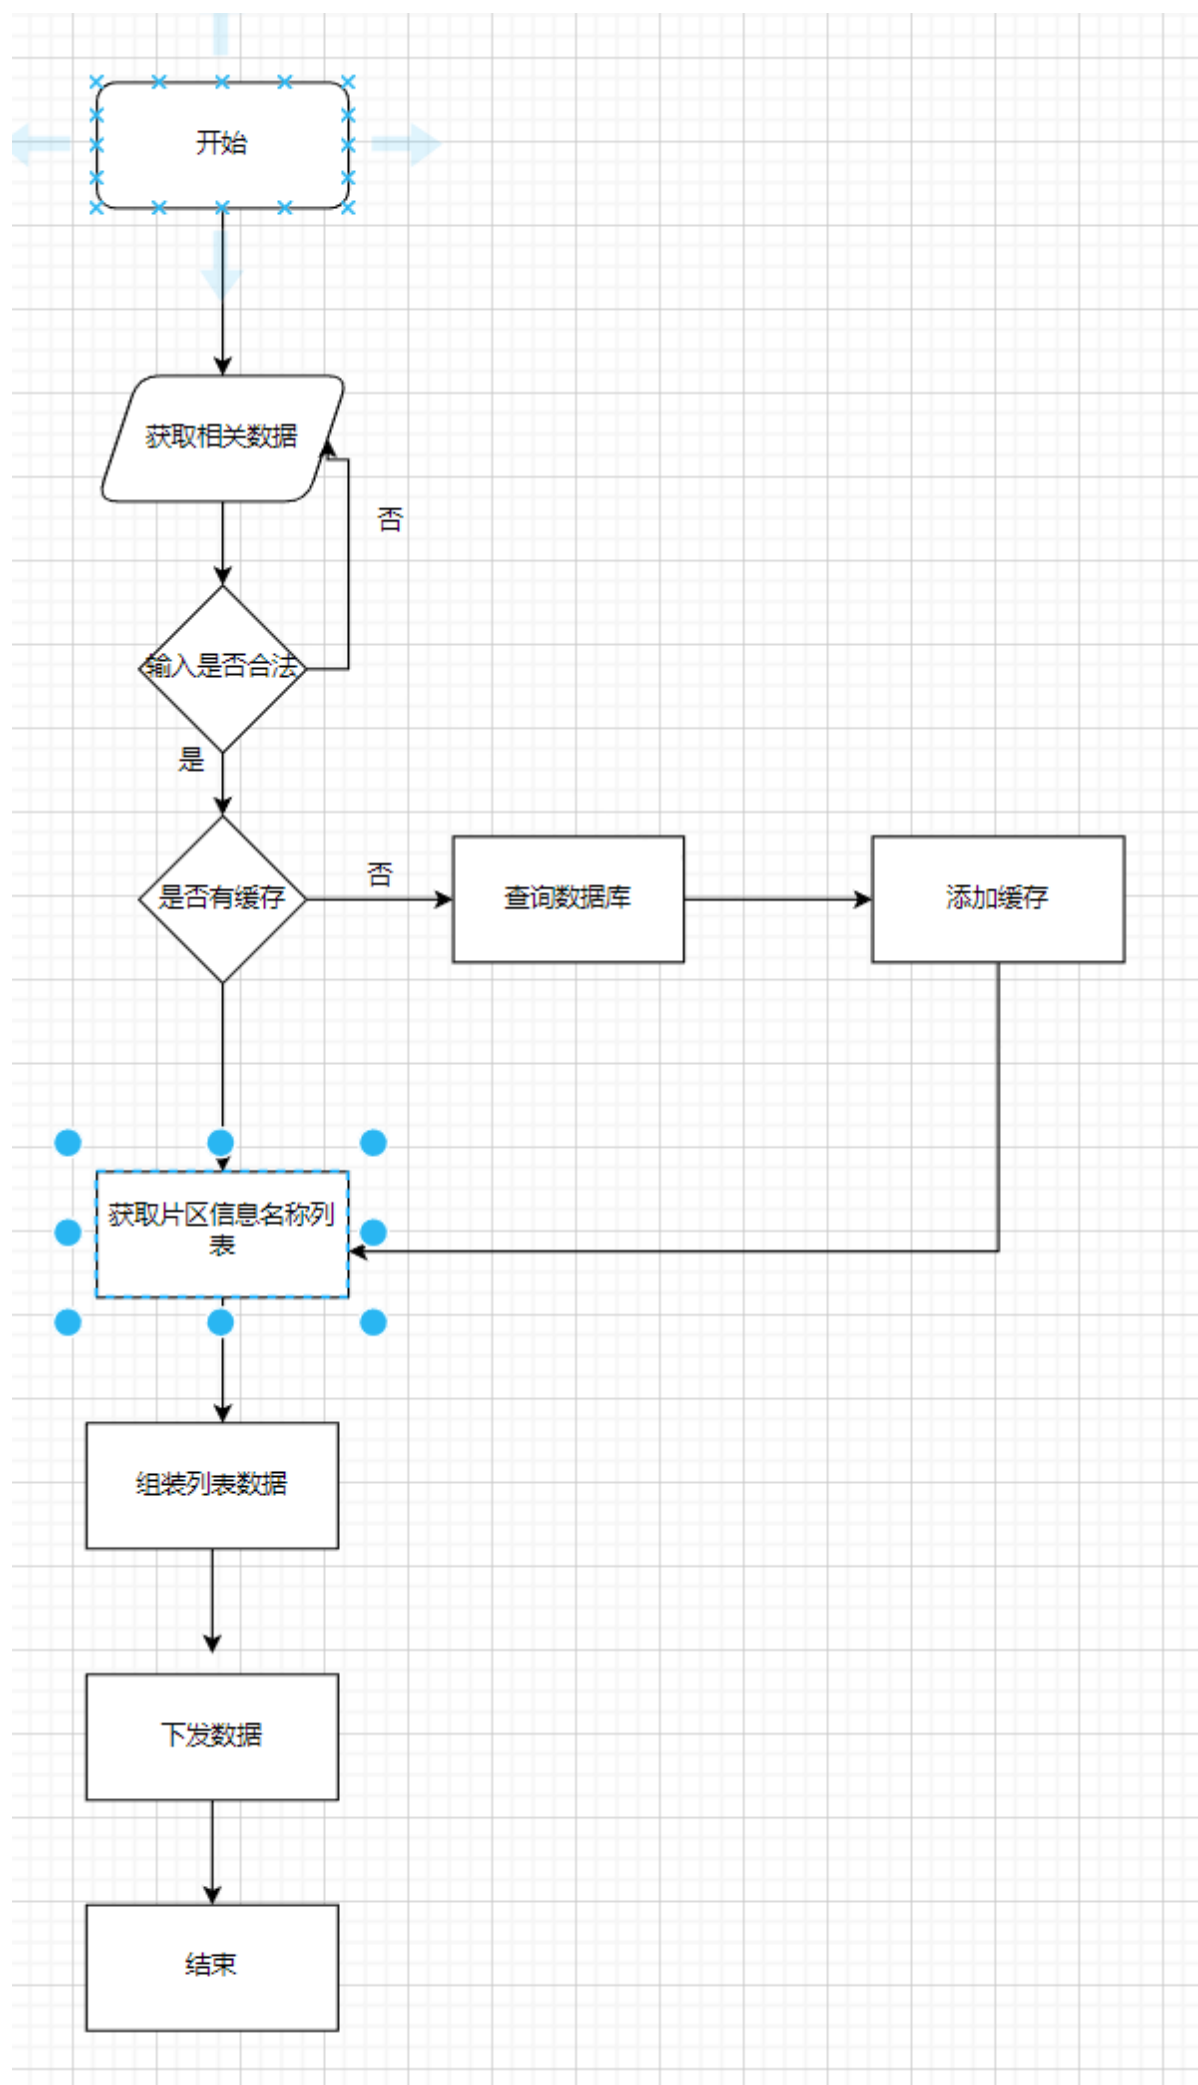 开始
获取相关数据
否
输入是否合法
是
是否有缓存
否
查询数据库
添加缓存
获取片区信息名称列
表
组装列表数据
下发数据
结束